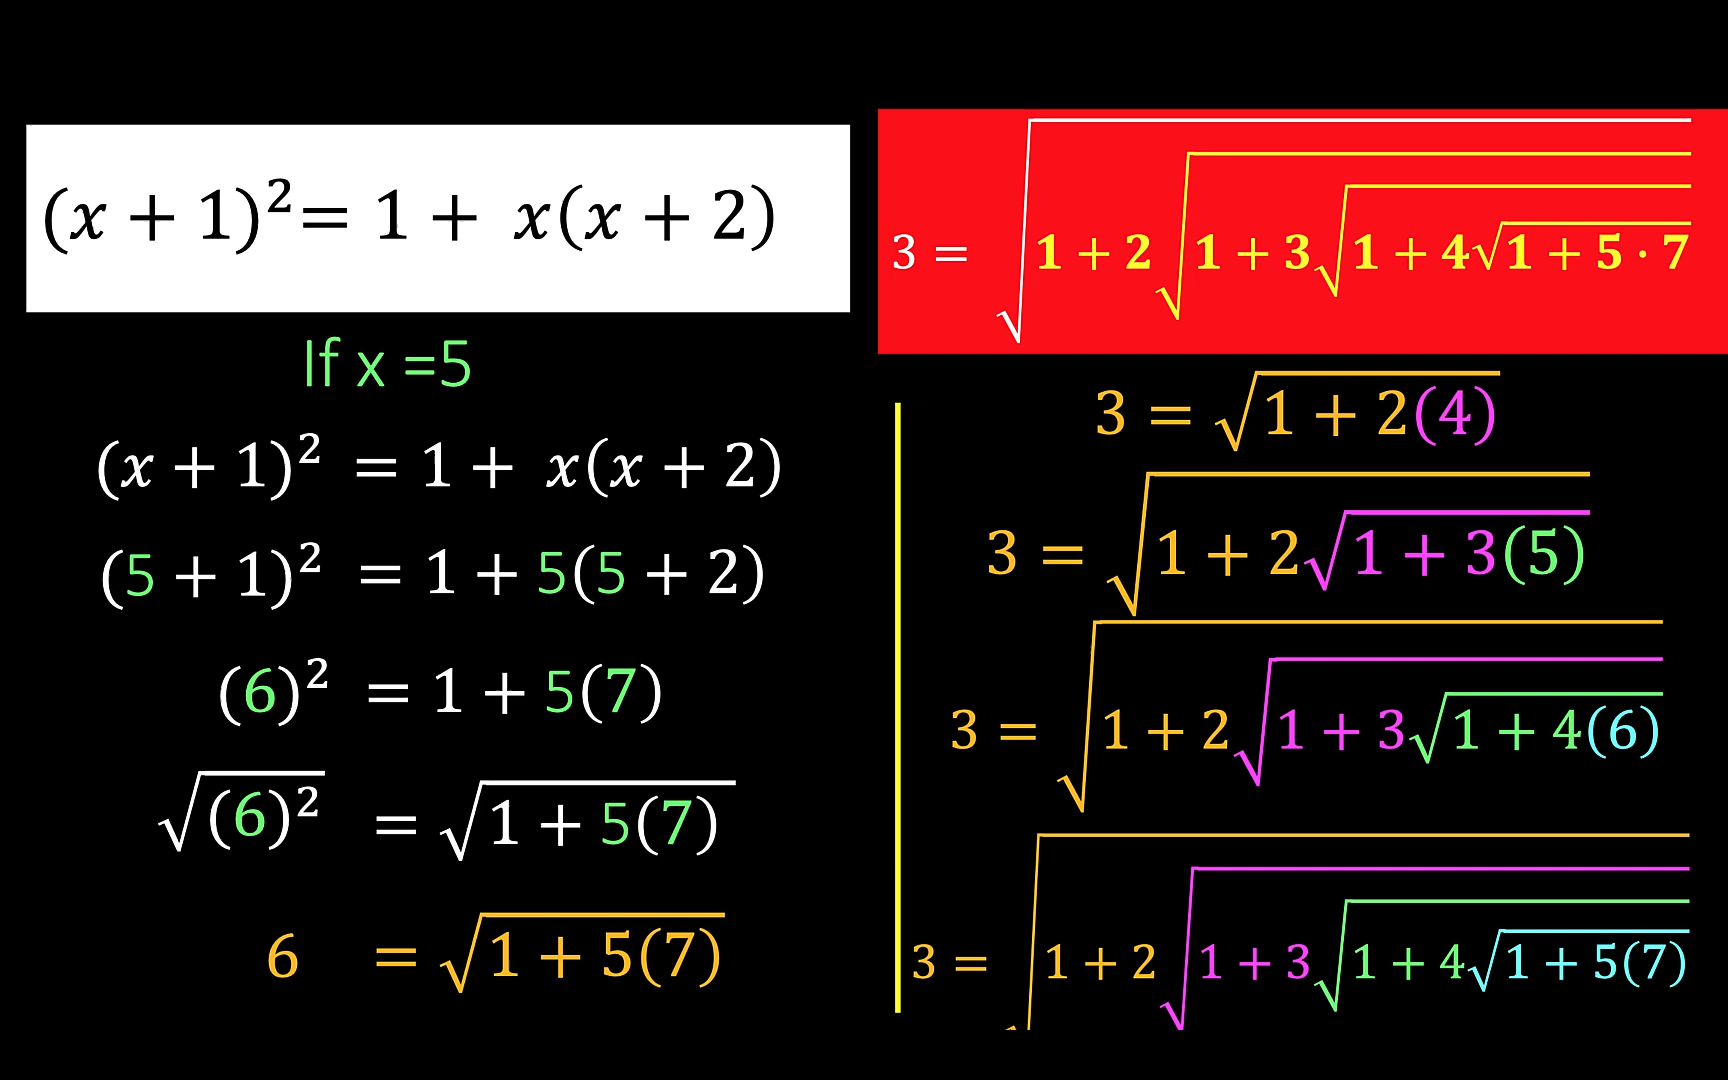 (x + 1)²= 1 + x(x + 2)
If x =5
(x + 1)² = 1 + x(x + 2)
(5 + 1)² = 1 + 5(5 + 2)
(6)² = 1 + 5(7)
√((6)²) = √(1 + 5(7))
6 = √(1 + 5(7))
3 = √(1 + 2√(1 + 3√(1 + 4√(1 + 5 · 7))))
3 = √(1 + 2(4))
3 = √(1 + 2√(1 + 3(5)))
3 = √(1 + 2√(1 + 3√(1 + 4(6))))
3 = √(1 + 2√(1 + 3√(1 + 4√(1 + 5(7)))))